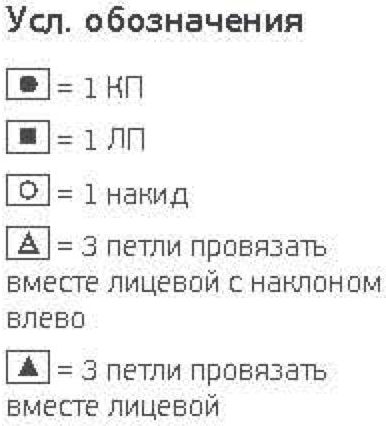 Усл. обозначения
= 1 КП
= 1 ЛП
= 1 накид
= 3 петли провязать
вместе лицевой с наклоном
влево
= 3 петли провязать
вместе лицевой